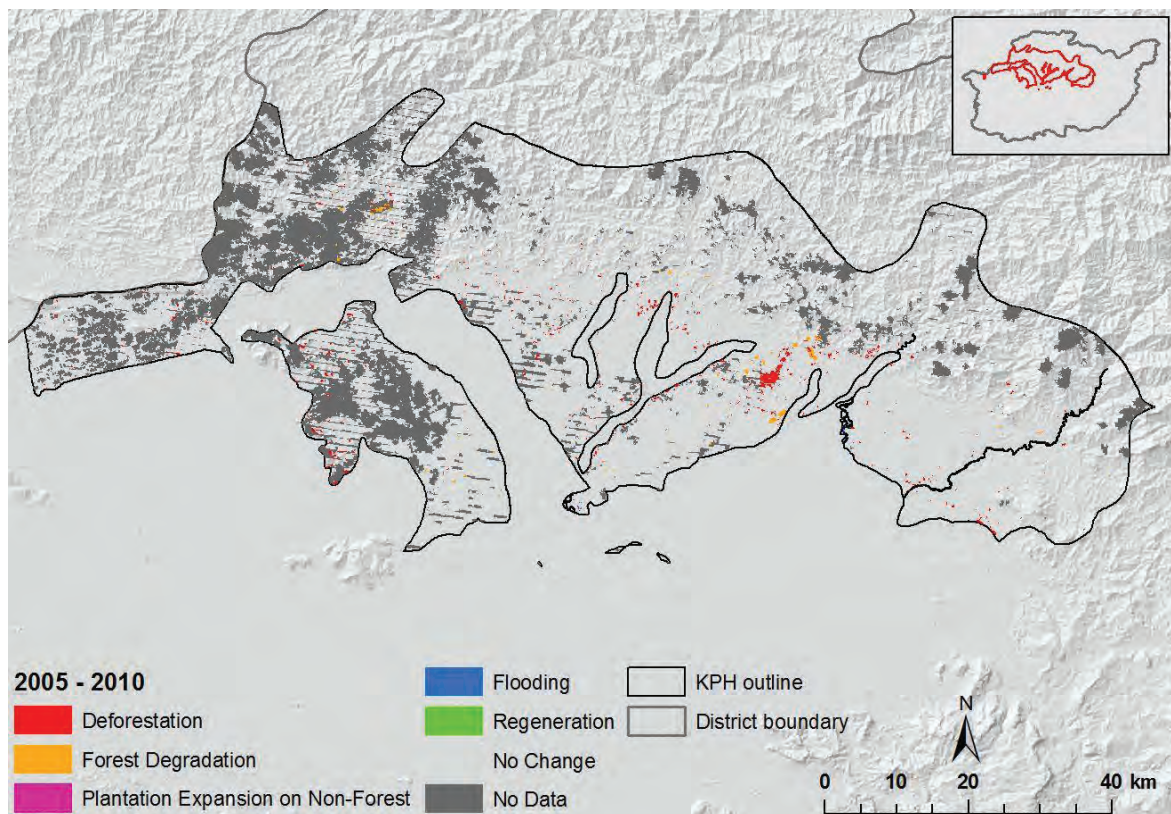 2005 - 2010
Deforestation
Forest Degradation
Plantation Expansion on Non-Forest
Flooding
Regeneration
No Change
No Data
KPH outline
District boundary
N
0 10 20 40 km